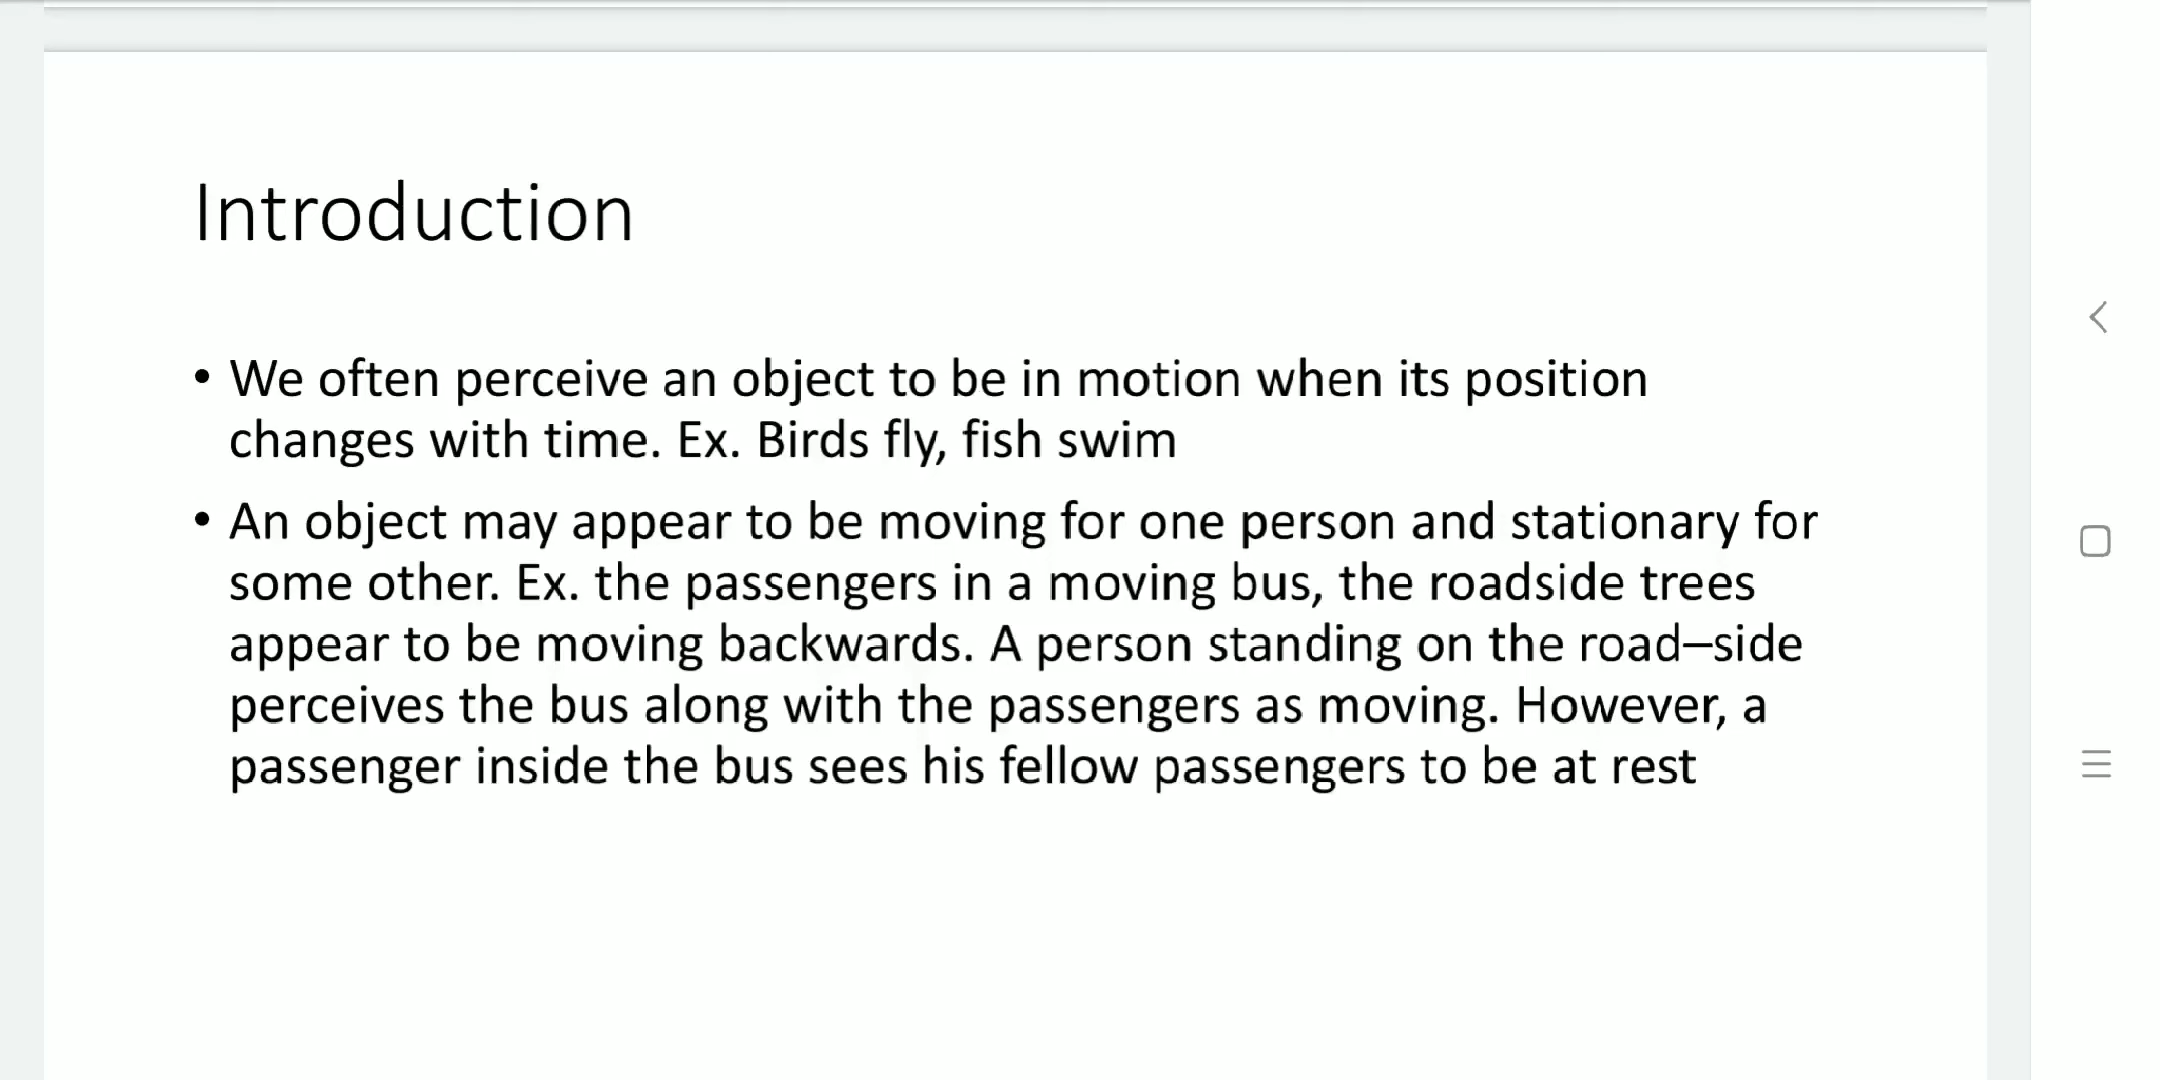 Introduction
• We often perceive an object to be in motion when its position
changes with time. Ex. Birds fly, fish swim
• An object may appear to be moving for one person and stationary for
some other. Ex. the passengers in a moving bus, the roadside trees
appear to be moving backwards. A person standing on the road–side
perceives the bus along with the passengers as moving. However, a
passenger inside the bus sees his fellow passengers to be at rest